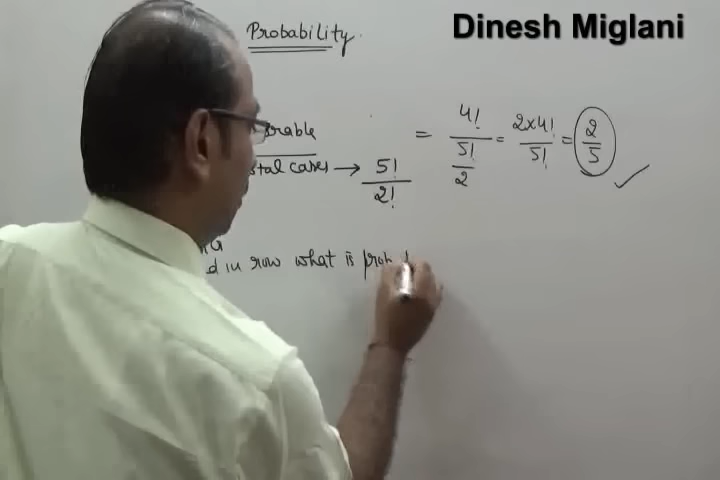 Dinesh Miglani
Probability.
rable
tal cases → 5!/2!
= 4!/(5!/2) = 2×4!/5! = 2/5 ✓
d in row what is prob